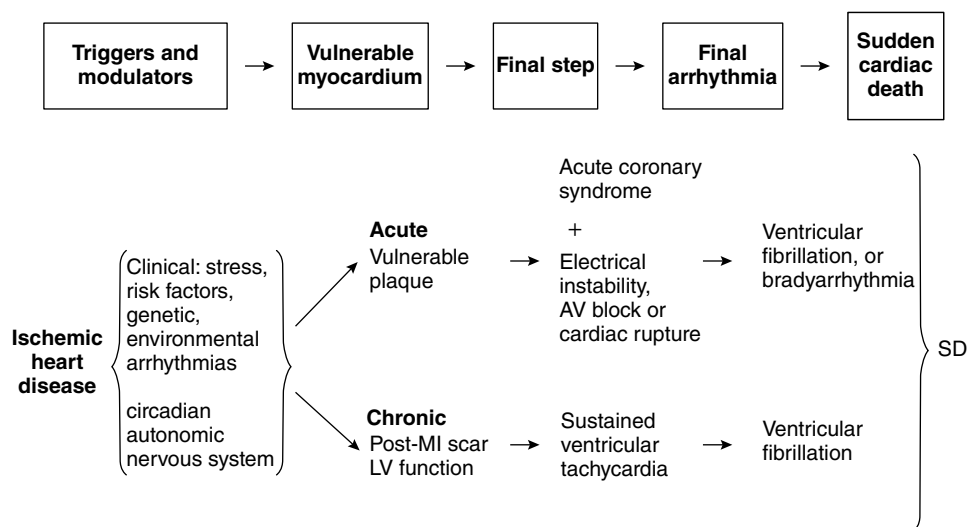 Triggers and
modulators
Vulnerable
myocardium
Final step
Final
arrhythmia
Sudden
cardiac
death
Ischemic
heart
disease
Clinical: stress,
risk factors,
genetic,
environmental
arrhythmias
circadian
autonomic
nervous system
Acute
Vulnerable
plaque
Acute coronary
syndrome
+
Electrical
instability,
AV block or
cardiac rupture
Ventricular
fibrillation, or
bradyarrhythmia
Chronic
Post-MI scar
LV function
Sustained
ventricular
tachycardia
Ventricular
fibrillation
SD